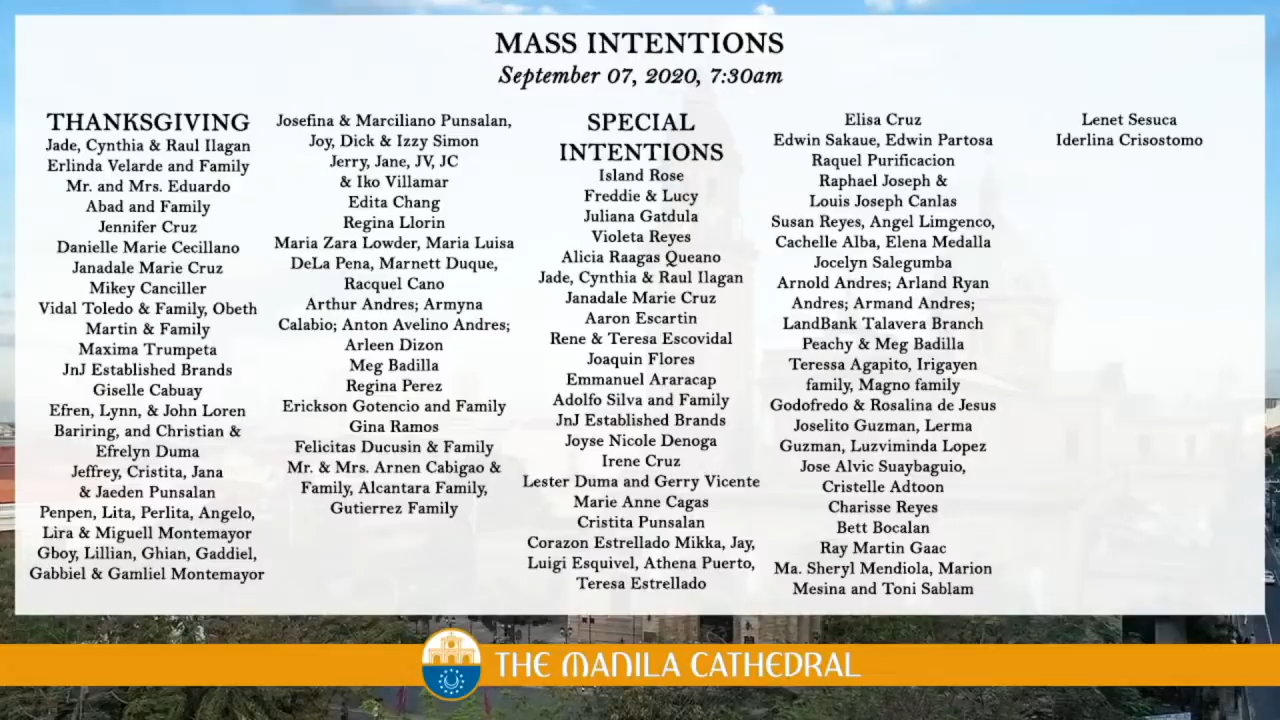 MASS INTENTIONS
September 07, 2020, 7:30am
THANKSGIVING
Jade, Cynthia & Raul Ilagan
Erlinda Velarde and Family
Mr. and Mrs. Eduardo
Abad and Family
Jennifer Cruz
Danielle Marie Cecillano
Janadale Marie Cruz
Mikey Canciller
Vidal Toledo & Family, Obeth
Martin & Family
Maxima Trumpeta
JnJ Established Brands
Giselle Cabuay
Efren, Lynn, & John Loren
Bariring, and Christian &
Efrelyn Duma
Jeffrey, Cristita, Jana
& Jaeden Punsalan
Penpen, Lita, Perlita, Angelo,
Lira & Miguell Montemayor
Gboy, Lillian, Ghian, Gaddiel,
Gabbiel & Gamliel Montemayor
Josefina & Marciliano Punsalan,
Joy, Dick & Izzy Simon
Jerry, Jane, JV, JC
& Iko Villamar
Edita Chang
Regina Llorin
Maria Zara Lowder, Maria Luisa
DeLa Pena, Marnett Duque,
Racquel Cano
Arthur Andres; Armyna
Calabio; Anton Avelino Andres;
Arleen Dizon
Meg Badilla
Regina Perez
Erickson Gotencio and Family
Gina Ramos
Felicitas Ducusin & Family
Mr. & Mrs. Arnen Cabigao &
Family, Alcantara Family,
Gutierrez Family
SPECIAL
INTENTIONS
Island Rose
Freddie & Lucy
Juliana Gatdula
Violeta Reyes
Alicia Raagas Queano
Jade, Cynthia & Raul Ilagan
Janadale Marie Cruz
Aaron Escartin
Rene & Teresa Escovidal
Joaquin Flores
Emmanuel Araracap
Adolfo Silva and Family
JnJ Established Brands
Joyse Nicole Denoga
Irene Cruz
Lester Duma and Gerry Vicente
Marie Anne Cagas
Cristita Punsalan
Corazon Estrellado Mikka, Jay,
Luigi Esquivel, Athena Puerto,
Teresa Estrellado
Elisa Cruz
Edwin Sakaue, Edwin Partosa
Raquel Purificacion
Raphael Joseph &
Louis Joseph Canlas
Susan Reyes, Angel Limgenco,
Cachelle Alba, Elena Medalla
Jocelyn Salegumba
Arnold Andres; Arland Ryan
Andres; Armand Andres;
LandBank Talavera Branch
Peachy & Meg Badilla
Teressa Agapito, Irigayen
family, Magno family
Godofredo & Rosalina de Jesus
Joselito Guzman, Lerma
Guzman, Luzviminda Lopez
Jose Alvic Suaybaguio,
Cristelle Adtoon
Charisse Reyes
Bett Bocalan
Ray Martin Gaac
Ma. Sheryl Mendiola, Marion
Mesina and Toni Sablam
Lenet Sesuca
Iderlina Crisostomo
THE MANILA CATHEDRAL